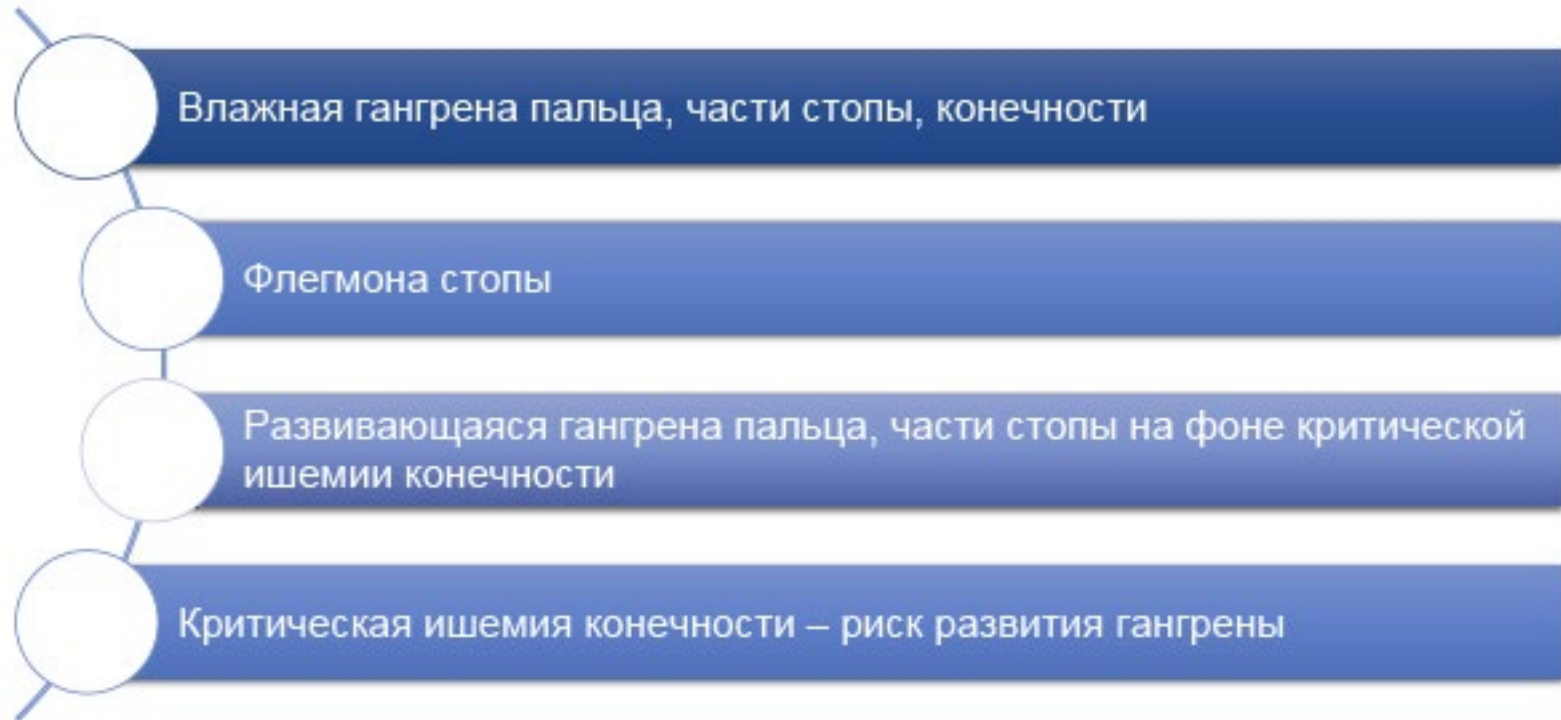 Влажная гангрена пальца, части стопы, конечности
Флегмона стопы
Развивающаяся гангрена пальца, части стопы на фоне критической
ишемии конечности
Критическая ишемия конечности – риск развития гангрены